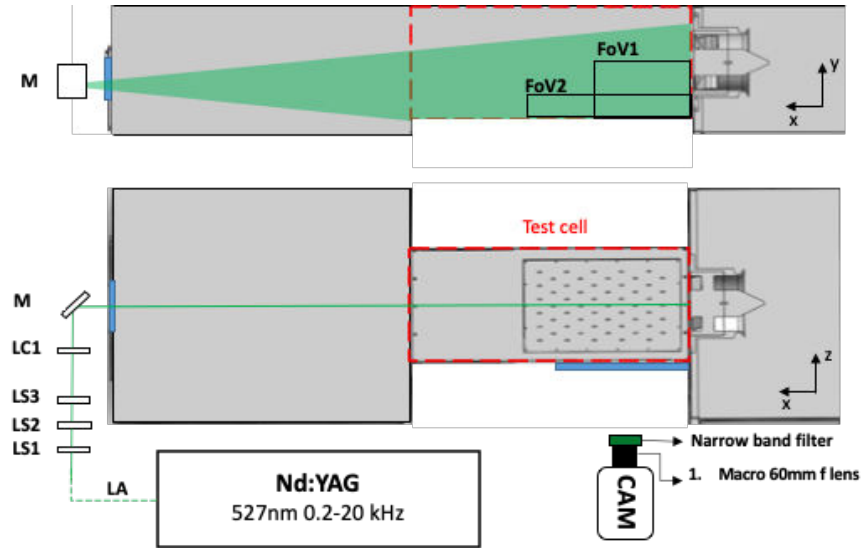 M
FoV1
FoV2
y
x
Test cell
M
LC1
LS3
LS2
LS1
LA
z
x
Nd:YAG
527nm 0.2-20 kHz
CAM
Narrow band filter
1. Macro 60mm f lens